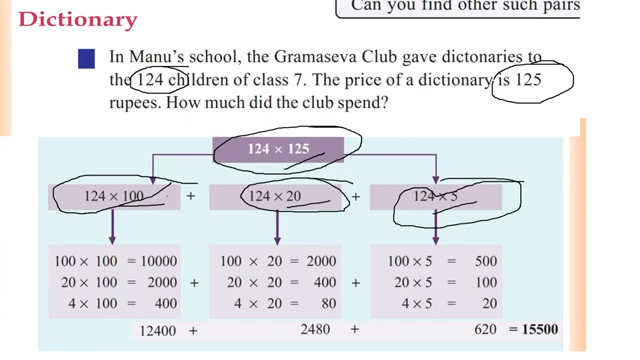 Can you find other such pairs
Dictionary
In Manu's school, the Gramaseva Club gave dictonaries to
the 124 children of class 7. The price of a dictionary is 125
rupees. How much did the club spend?
124 × 125
124 × 100 + 124 × 20 + 124 × 5
100 × 100 = 10000 100 × 20 = 2000 100 × 5 = 500
20 × 100 = 2000 + 20 × 20 = 400 + 20 × 5 = 100
4 × 100 = 400 4 × 20 = 80 4 × 5 = 20
12400 + 2480 + 620 = 15500